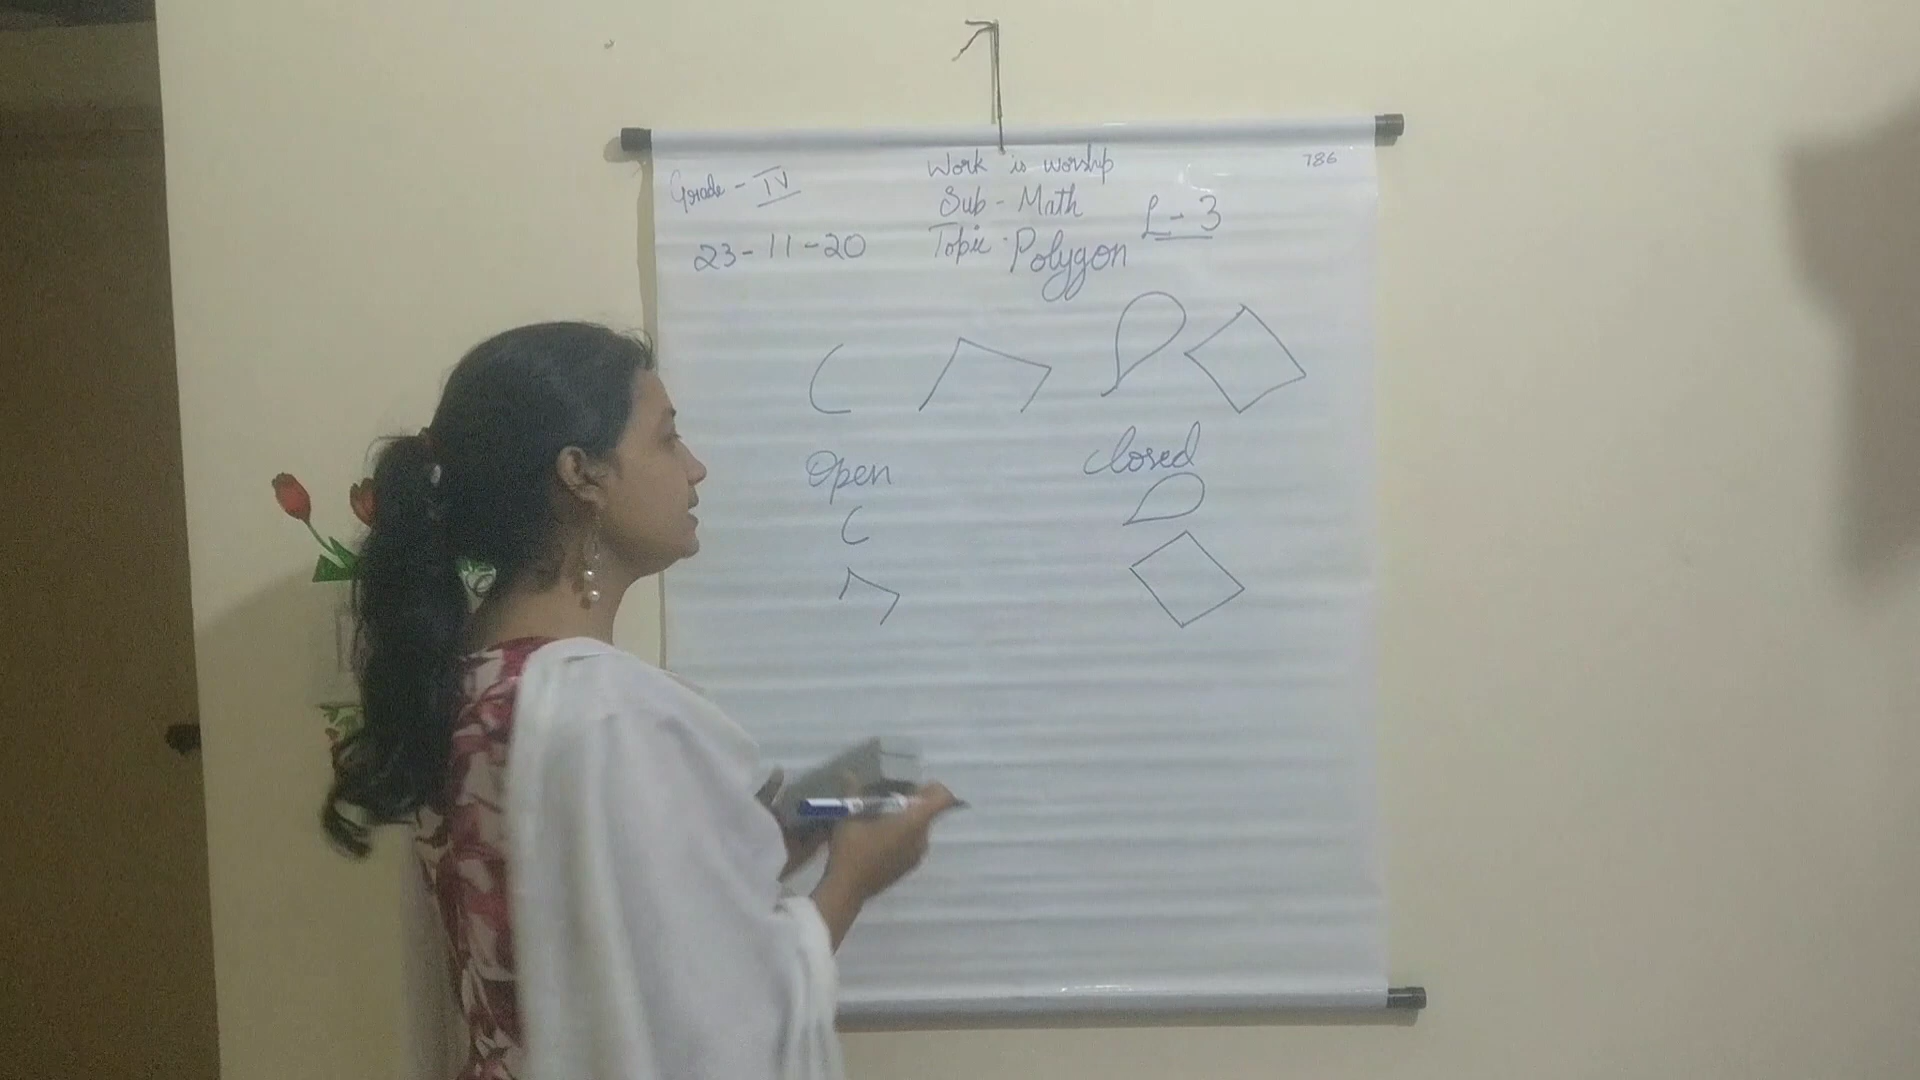 Work is worship
786
Grade - IV
Sub - Math
L - 3
23-11-20
Topic - Polygon
Open
Closed